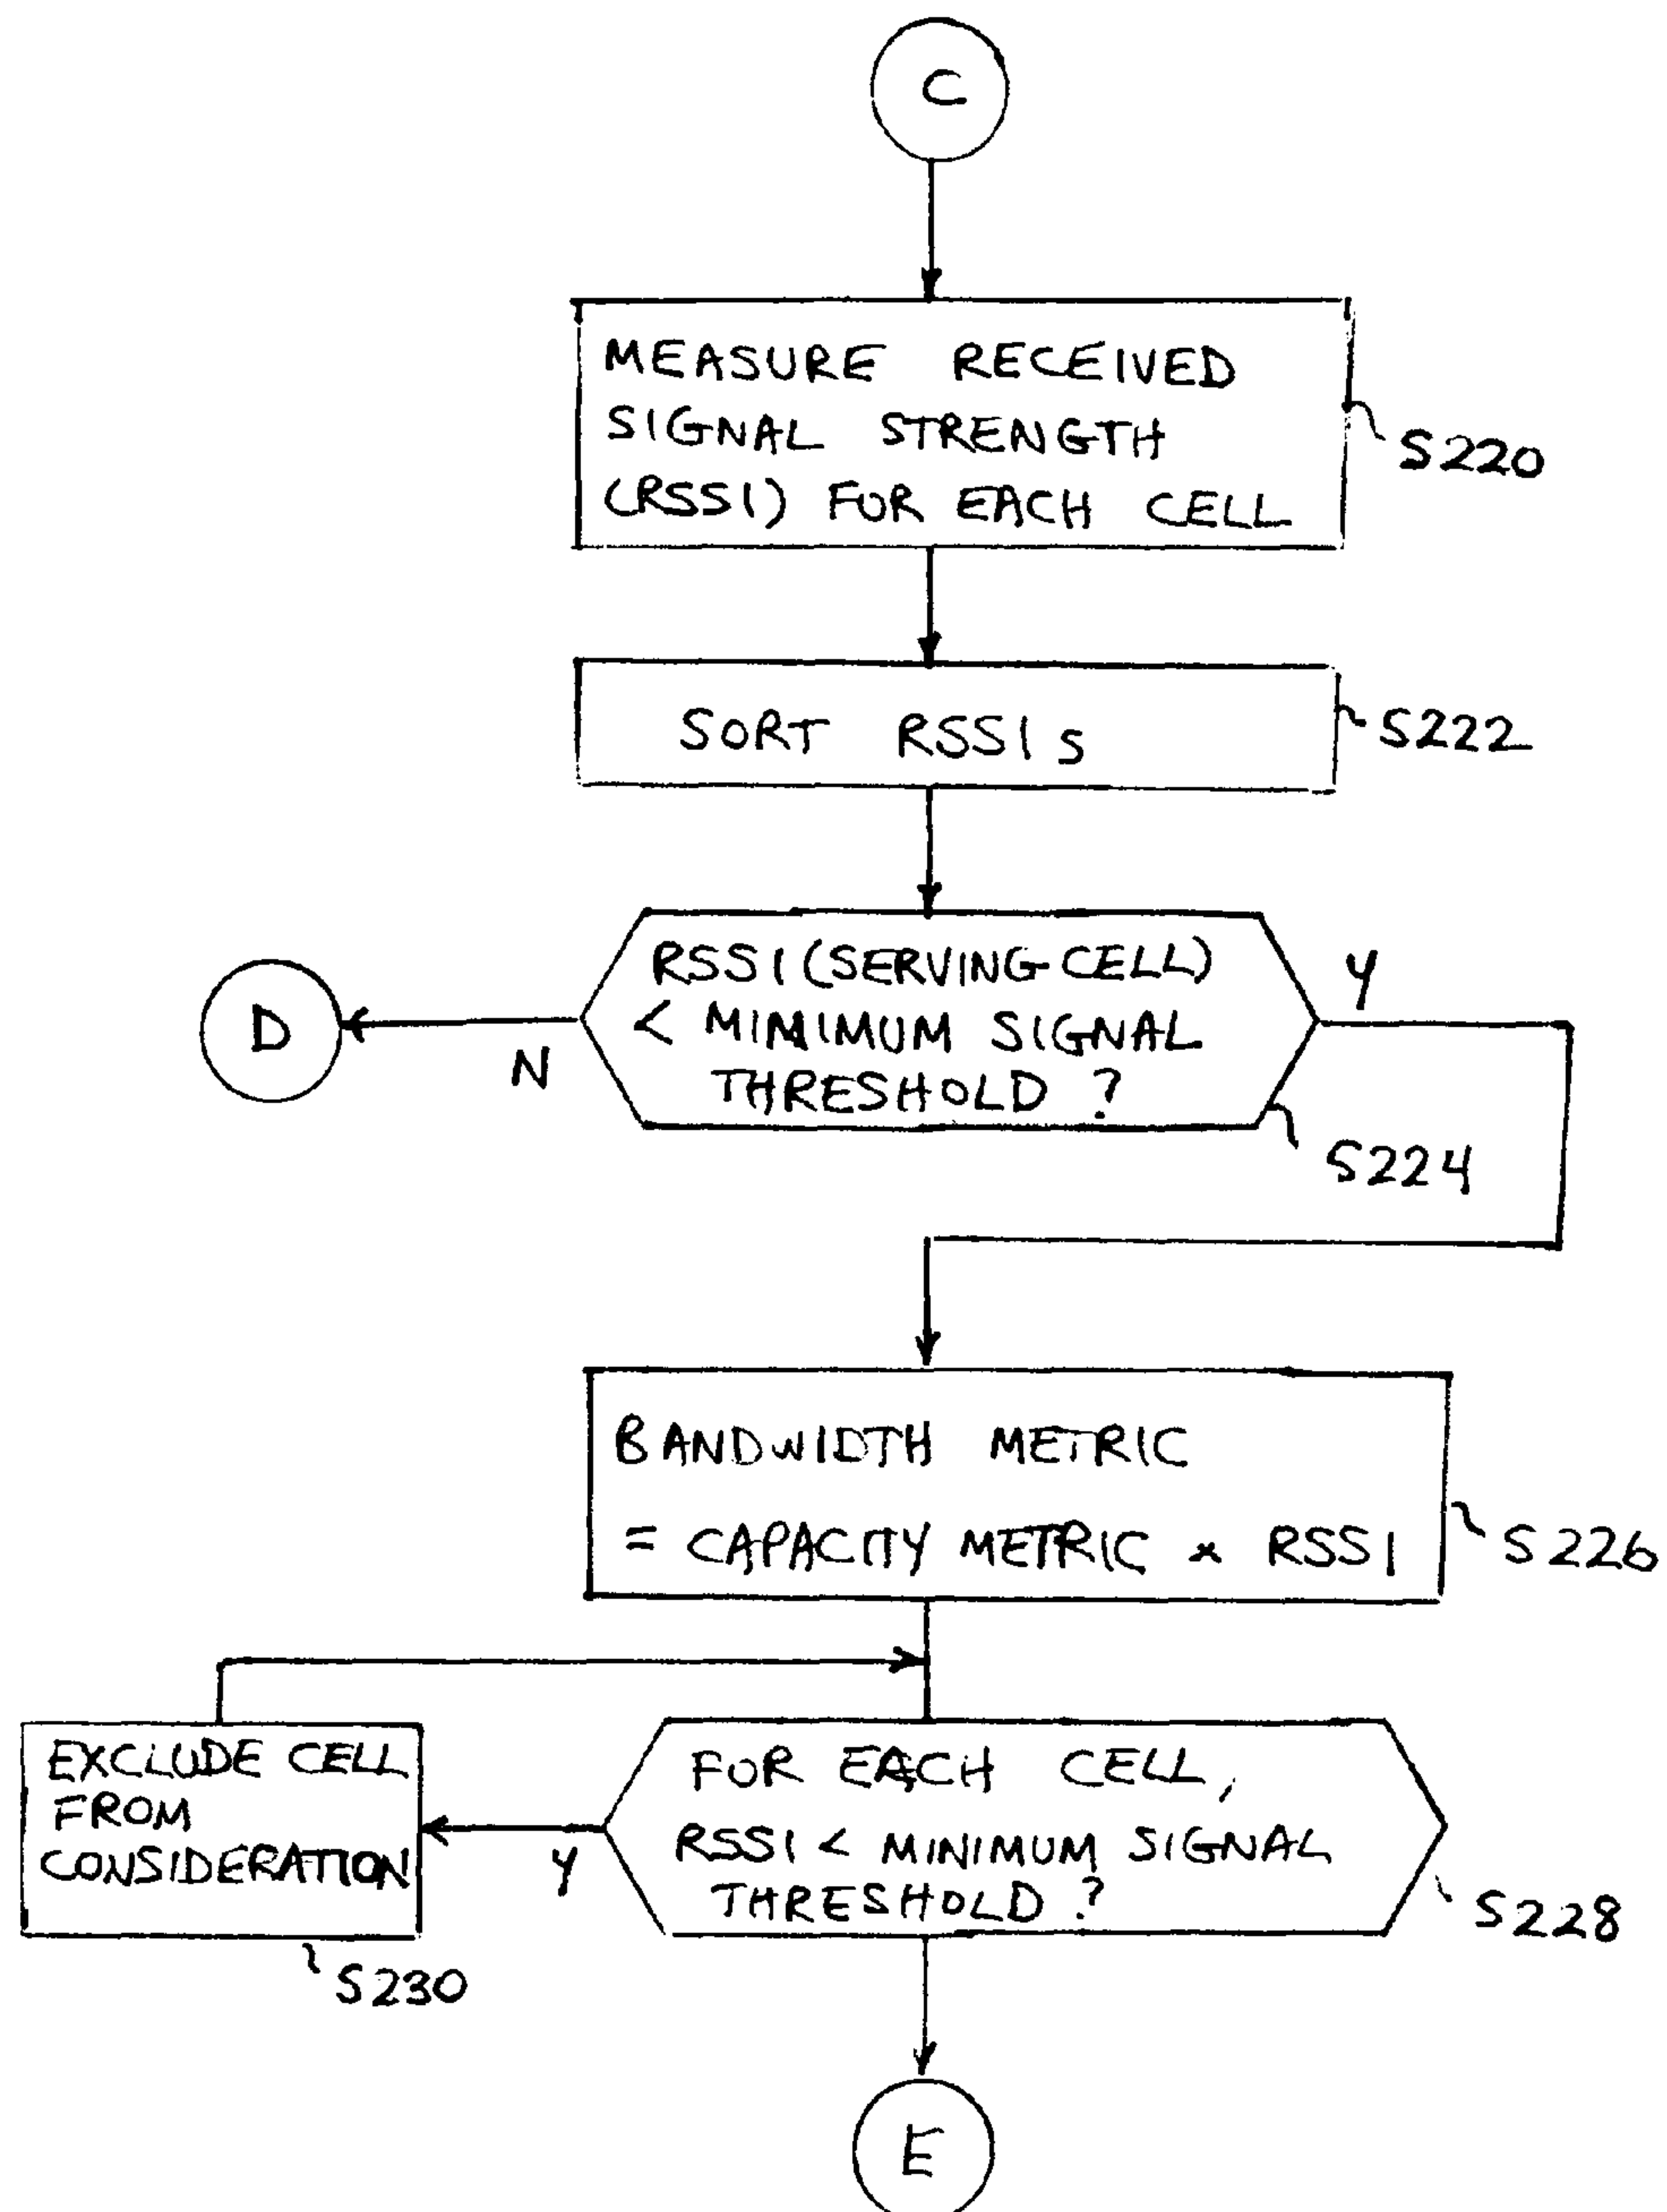 C
MEASURE RECEIVED
SIGNAL STRENGTH
(RSSI) FOR EACH CELL
S220
SORT RSSIs
S222
RSSI (SERVING CELL)
< MIMIMUM SIGNAL
THRESHOLD ?
Y
N
D
S224
BANDWIDTH METRIC
= CAPACITY METRIC × RSSI
S226
EXCLUDE CELL
FROM
CONSIDERATION
S230
Y
FOR EACH CELL,
RSSI < MINIMUM SIGNAL
THRESHOLD ?
S228
E